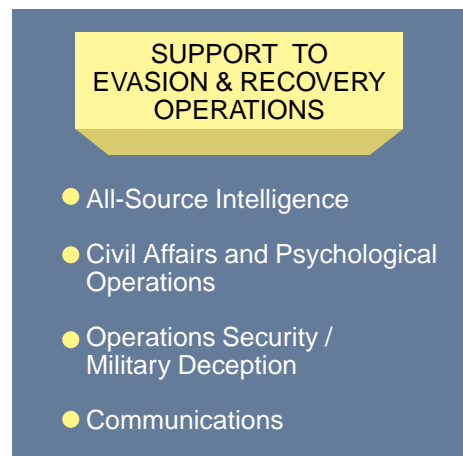 SUPPORT TO
EVASION & RECOVERY
OPERATIONS
All-Source Intelligence
Civil Affairs and Psychological
Operations
Operations Security /
Military Deception
Communications